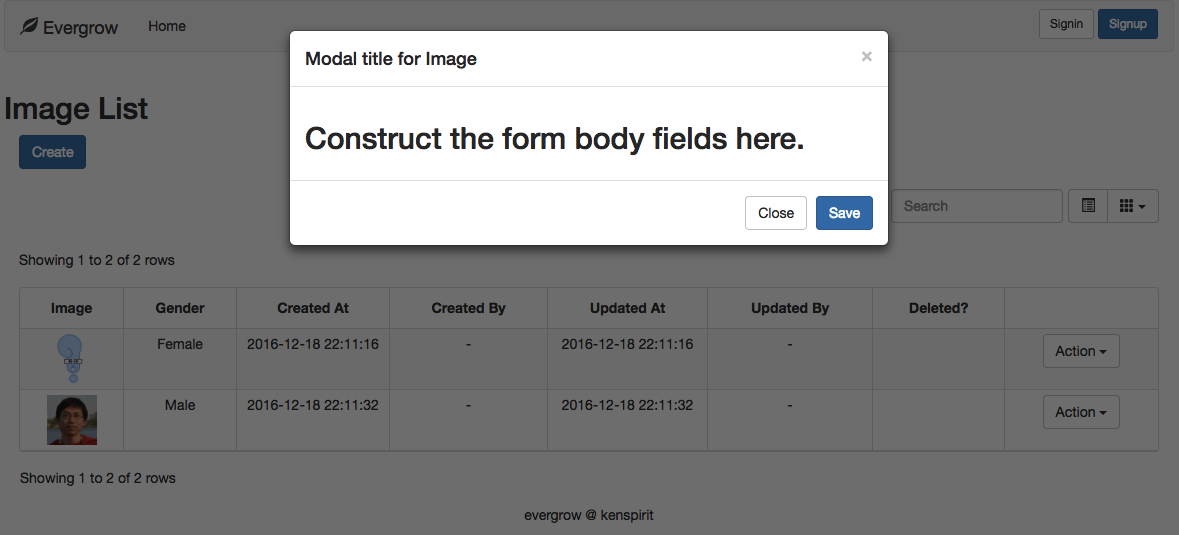 Evergrow Home Signin Signup
Modal title for Image ×
Image List
Construct the form body fields here.
Create
Close Save
Search
Showing 1 to 2 of 2 rows
Image Gender Created At Created By Updated At Updated By Deleted?
Female 2016-12-18 22:11:16 - 2016-12-18 22:11:16 - Action
Male 2016-12-18 22:11:32 - 2016-12-18 22:11:32 - Action
Showing 1 to 2 of 2 rows
evergrow @ kenspirit